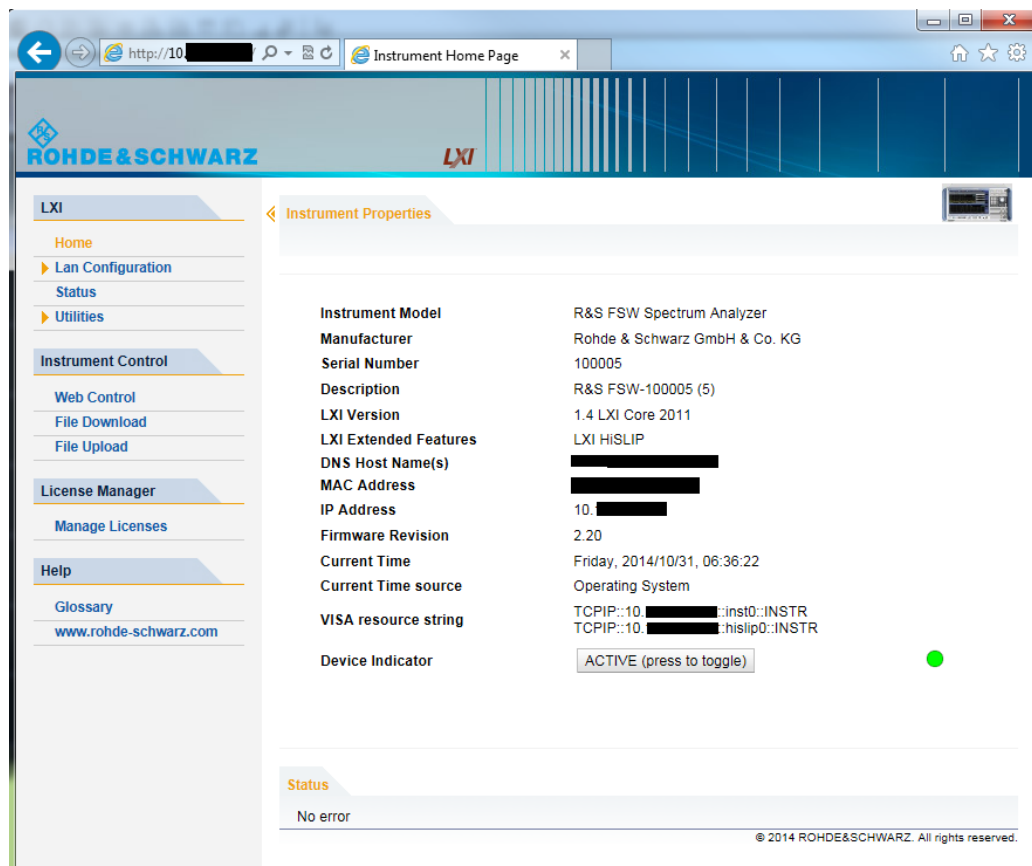 http://10.
Instrument Home Page
R&S
ROHDE&SCHWARZ
LXI
LXI
Home
Lan Configuration
Status
Utilities
Instrument Control
Web Control
File Download
File Upload
License Manager
Manage Licenses
Help
Glossary
www.rohde-schwarz.com
Instrument Properties
Instrument Model R&S FSW Spectrum Analyzer
Manufacturer Rohde & Schwarz GmbH & Co. KG
Serial Number 100005
Description R&S FSW-100005 (5)
LXI Version 1.4 LXI Core 2011
LXI Extended Features LXI HiSLIP
DNS Host Name(s)
MAC Address
IP Address 10.
Firmware Revision 2.20
Current Time Friday, 2014/10/31, 06:36:22
Current Time source Operating System
VISA resource string TCPIP::10. ::inst0::INSTR
TCPIP::10. ::hislip0::INSTR
Device Indicator ACTIVE (press to toggle)
Status
No error
© 2014 ROHDE&SCHWARZ. All rights reserved.